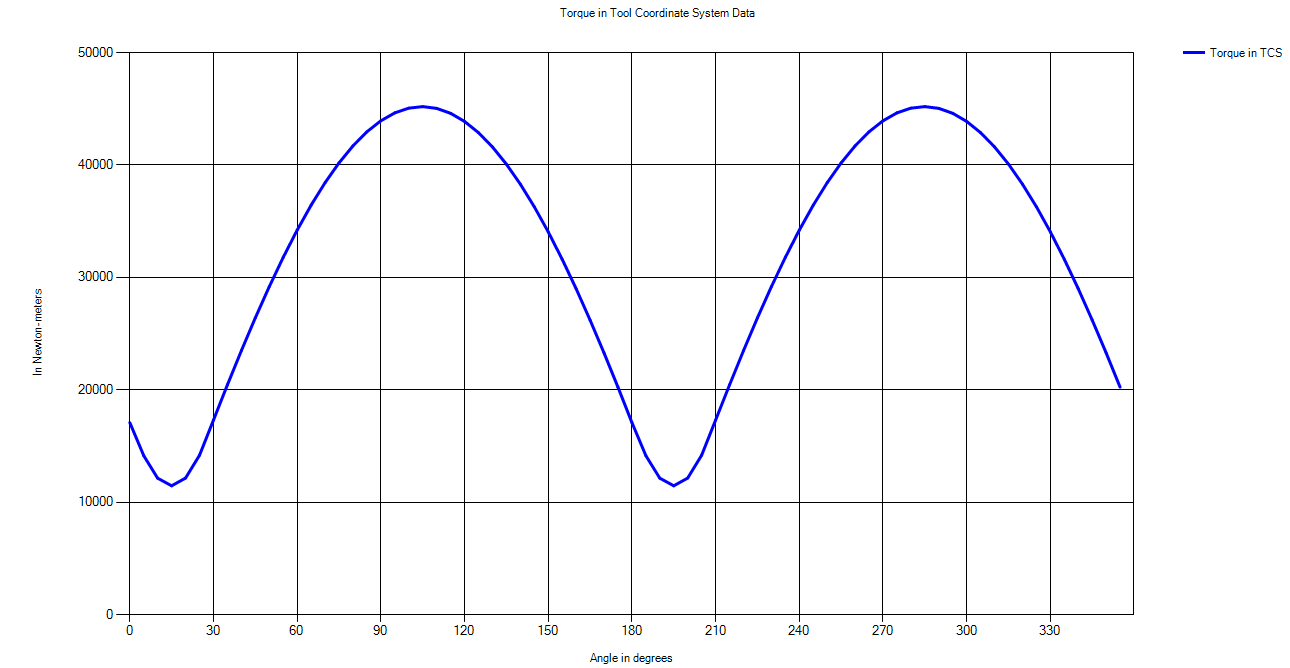 Torque in Tool Coordinate System Data
Torque in TCS
50000
40000
30000
20000
10000
0
In Newton-meters
0 30 60 90 120 150 180 210 240 270 300 330
Angle in degrees